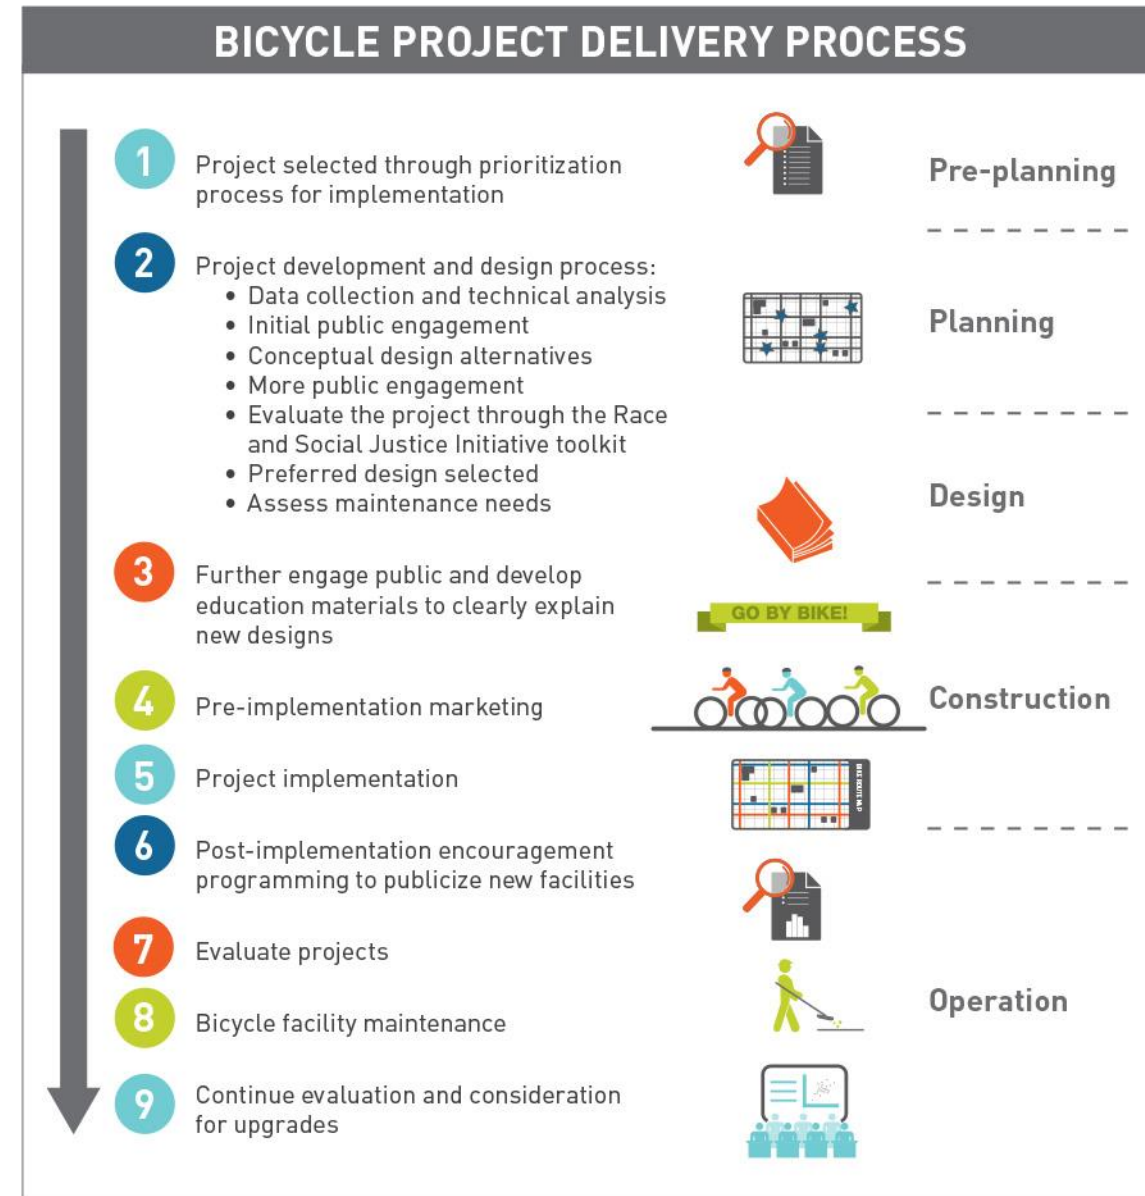 BICYCLE PROJECT DELIVERY PROCESS
1
Project selected through prioritization
process for implementation
Pre-planning
2
Project development and design process:
• Data collection and technical analysis
• Initial public engagement
• Conceptual design alternatives
• More public engagement
• Evaluate the project through the Race
and Social Justice Initiative toolkit
• Preferred design selected
• Assess maintenance needs
Planning
Design
3
Further engage public and develop
education materials to clearly explain
new designs
GO BY BIKE!
4
Pre-implementation marketing
Construction
5
Project implementation
BIKE ROUTE MAP
6
Post-implementation encouragement
programming to publicize new facilities
7
Evaluate projects
8
Bicycle facility maintenance
Operation
9
Continue evaluation and consideration
for upgrades